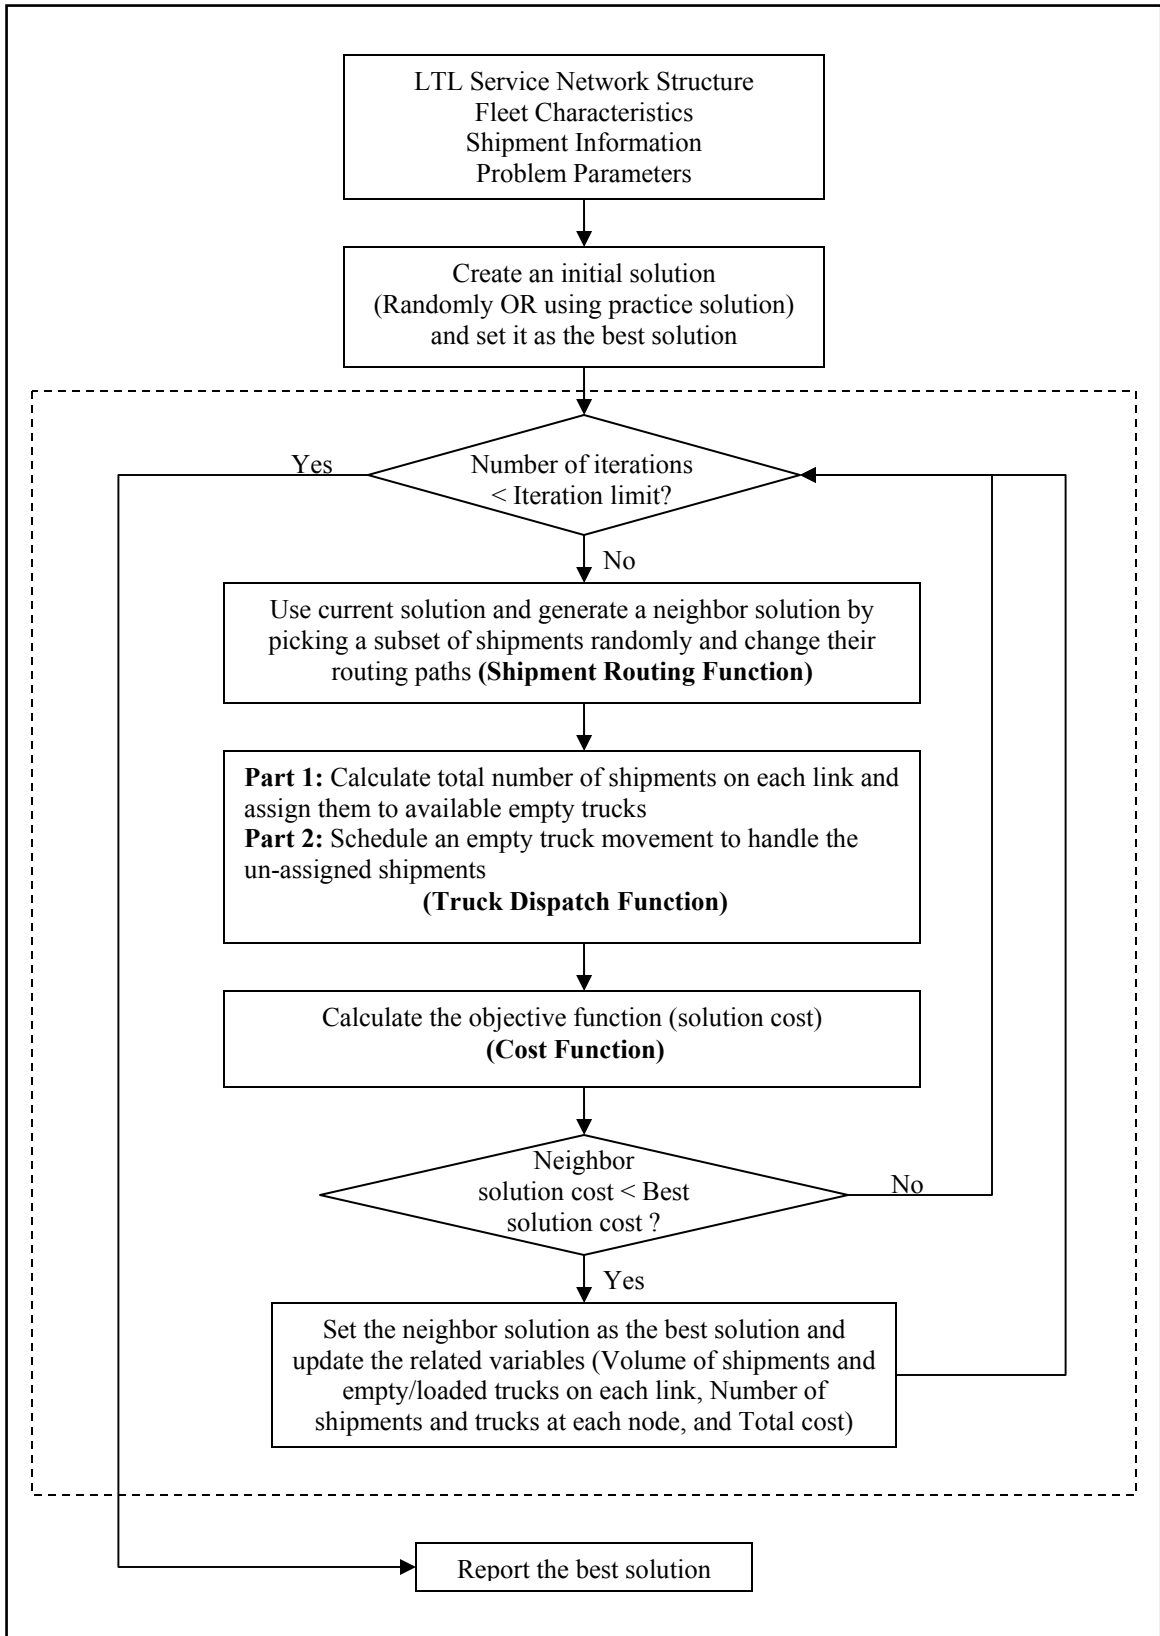 LTL Service Network Structure
Fleet Characteristics
Shipment Information
Problem Parameters
Create an initial solution
(Randomly OR using practice solution)
and set it as the best solution
Yes
Number of iterations
< Iteration limit?
No
Use current solution and generate a neighbor solution by
picking a subset of shipments randomly and change their
routing paths (Shipment Routing Function)
Part 1: Calculate total number of shipments on each link and
assign them to available empty trucks
Part 2: Schedule an empty truck movement to handle the
un-assigned shipments
(Truck Dispatch Function)
Calculate the objective function (solution cost)
(Cost Function)
Neighbor
solution cost < Best
solution cost ?
No
Yes
Set the neighbor solution as the best solution and
update the related variables (Volume of shipments and
empty/loaded trucks on each link, Number of
shipments and trucks at each node, and Total cost)
Report the best solution